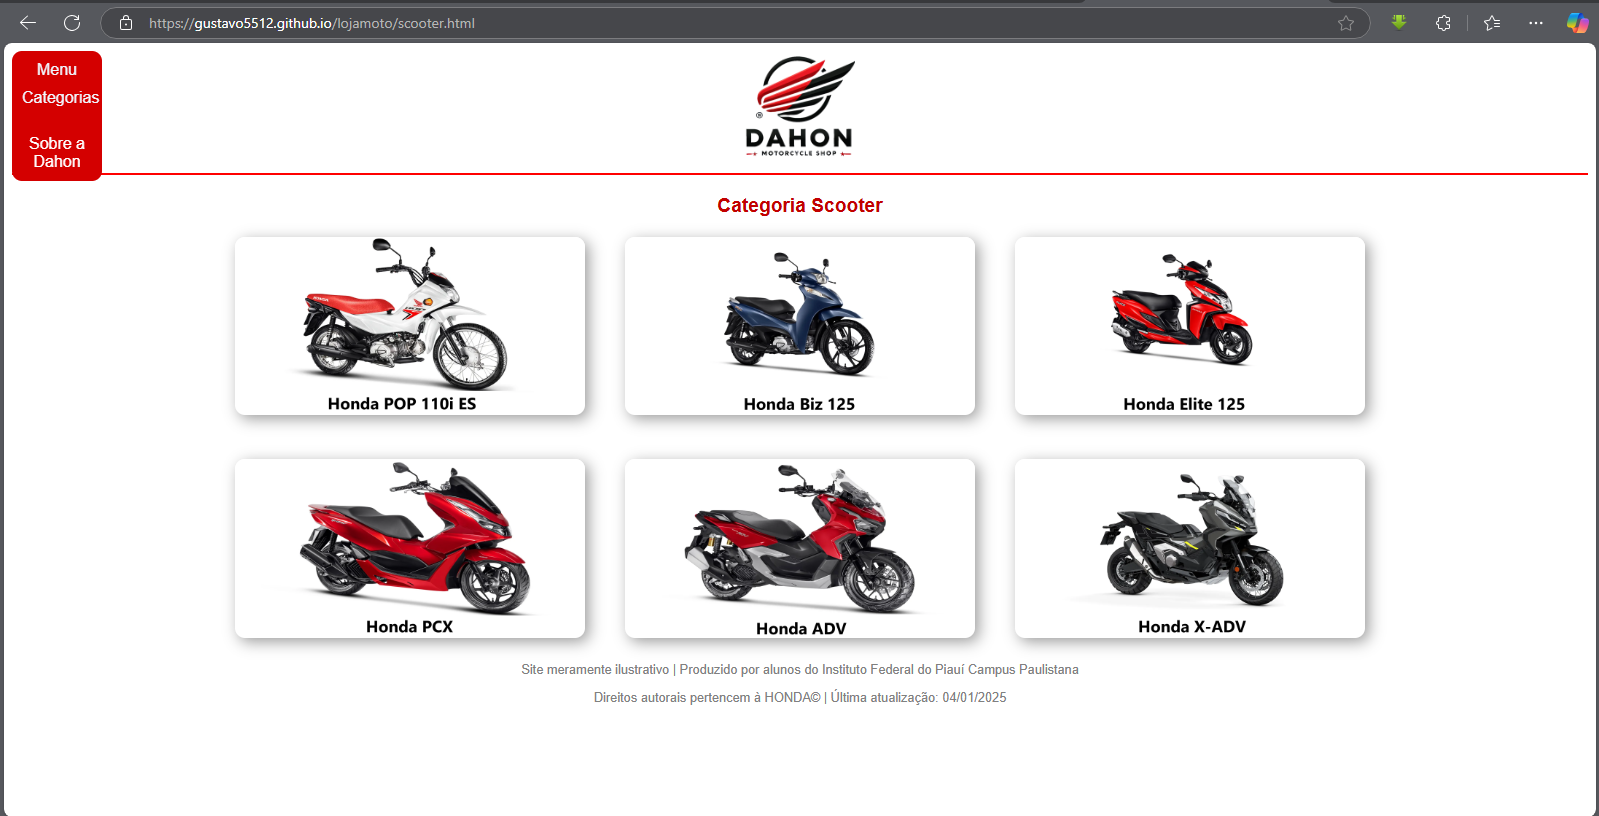 https://gustavo5512.github.io/lojamoto/scooter.html
Menu
Categorias
Sobre a
Dahon
®
DAHON
MOTORCYCLE SHOP
Categoria Scooter
Honda POP 110i ES
Honda Biz 125
Honda Elite 125
Honda PCX
Honda ADV
Honda X-ADV
Site meramente ilustrativo | Produzido por alunos do Instituto Federal do Piauí Campus Paulistana
Direitos autorais pertencem à HONDA© | Última atualização: 04/01/2025